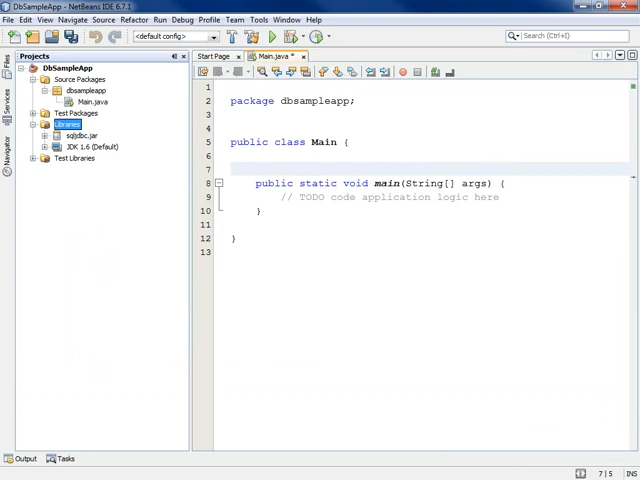 DbSampleApp - NetBeans IDE 6.7.1
File Edit View Navigate Source Refactor Run Debug Profile Team Tools Window Help
<default config>
Search (Ctrl+I)
Projects
DbSampleApp
Source Packages
dbsampleapp
Main.java
Test Packages
Libraries
sqljdbc.jar
JDK 1.6 (Default)
Test Libraries
Files
Services
Navigator
Start Page
Main.java *
1
2 package dbsampleapp;
3
4
5 public class Main {
6
7
8 public static void main(String[] args) {
9 // TODO code application logic here
10 }
11
12 }
13
Output Tasks
7 | 5 INS